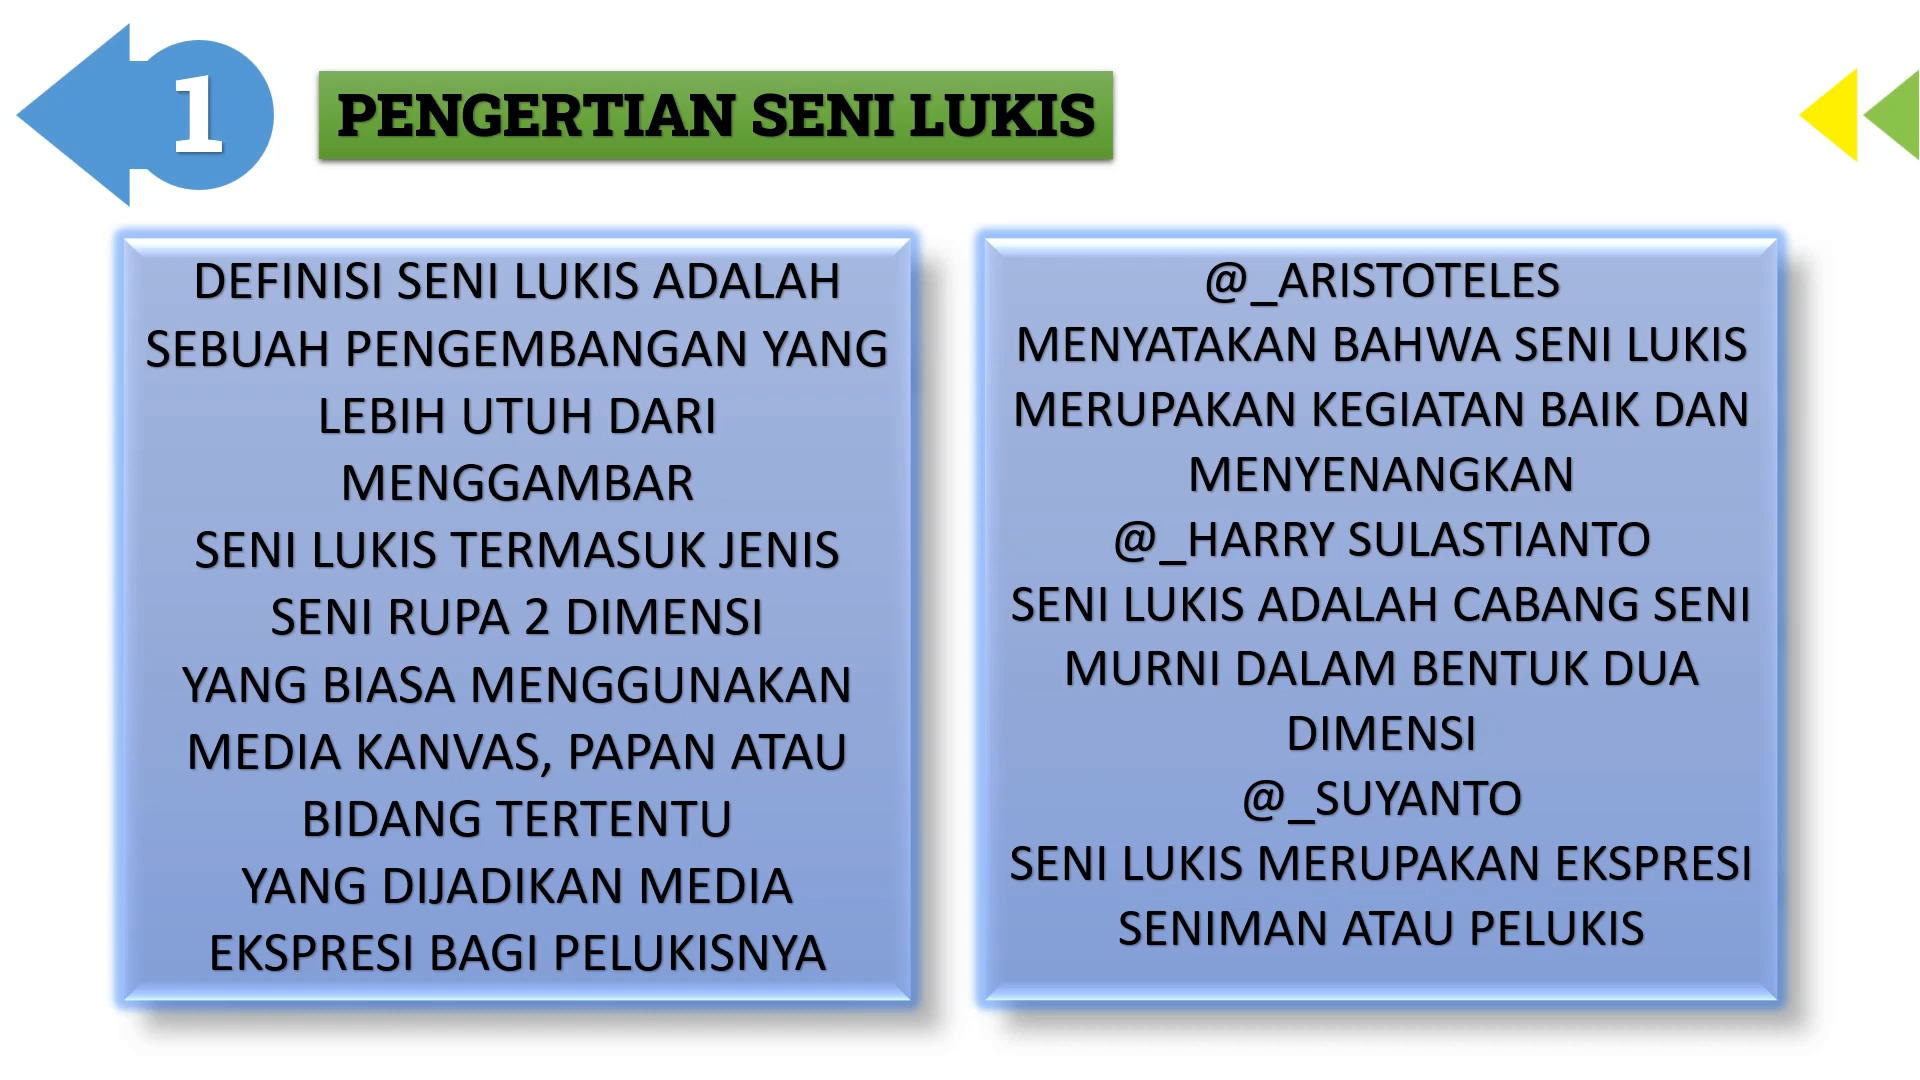 1
PENGERTIAN SENI LUKIS
DEFINISI SENI LUKIS ADALAH
SEBUAH PENGEMBANGAN YANG
LEBIH UTUH DARI
MENGGAMBAR
SENI LUKIS TERMASUK JENIS
SENI RUPA 2 DIMENSI
YANG BIASA MENGGUNAKAN
MEDIA KANVAS, PAPAN ATAU
BIDANG TERTENTU
YANG DIJADIKAN MEDIA
EKSPRESI BAGI PELUKISNYA
@_ARISTOTELES
MENYATAKAN BAHWA SENI LUKIS
MERUPAKAN KEGIATAN BAIK DAN
MENYENANGKAN
@_HARRY SULASTIANTO
SENI LUKIS ADALAH CABANG SENI
MURNI DALAM BENTUK DUA
DIMENSI
@_SUYANTO
SENI LUKIS MERUPAKAN EKSPRESI
SENIMAN ATAU PELUKIS